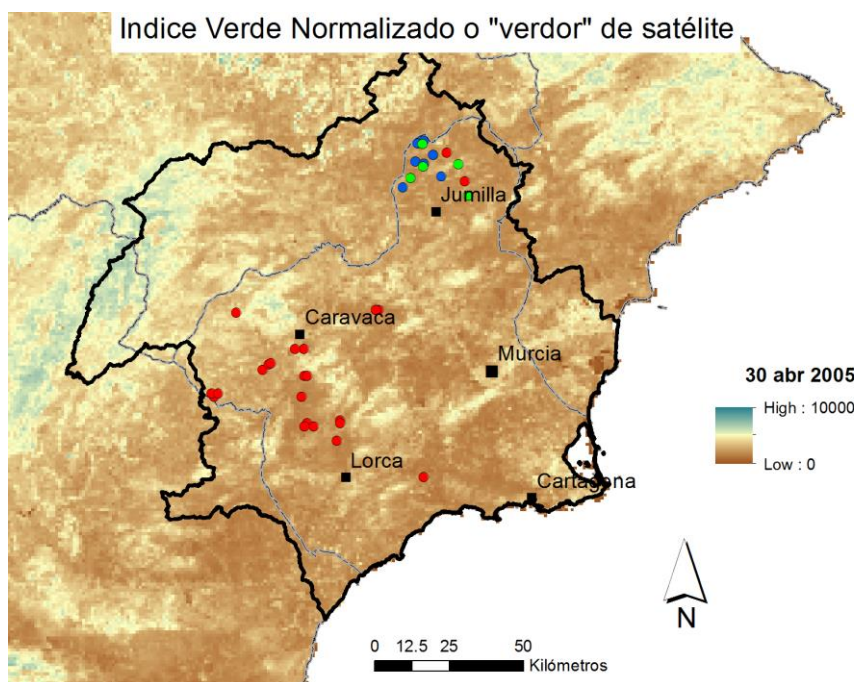 Indice Verde Normalizado o "verdor" de satélite
Jumilla
Caravaca
Murcia
30 abr 2005
High : 10000
Low : 0
Lorca
Cartagena
N
0 12.5 25 50
Kilómetros